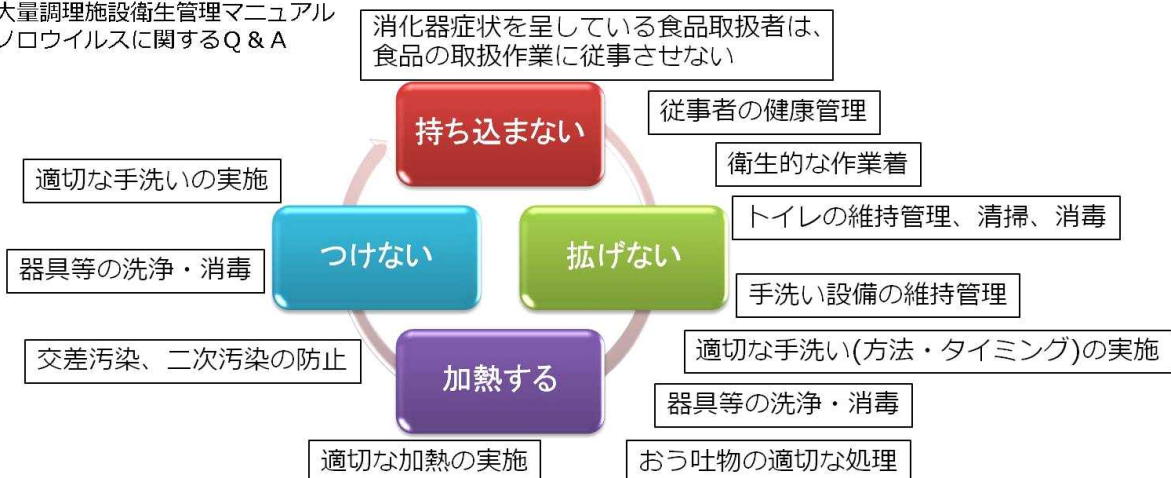 大量調理施設衛生管理マニュアル
ノロウイルスに関するQ & A
消化器症状を呈している食品取扱者は、
食品の取扱作業に従事させない
持ち込まない
従事者の健康管理
衛生的な作業着
適切な手洗いの実施
トイレの維持管理、清掃、消毒
つけない
拡げない
器具等の洗浄・消毒
手洗い設備の維持管理
交差汚染、二次汚染の防止
加熱する
適切な手洗い(方法・タイミング)の実施
器具等の洗浄・消毒
適切な加熱の実施
おう吐物の適切な処理